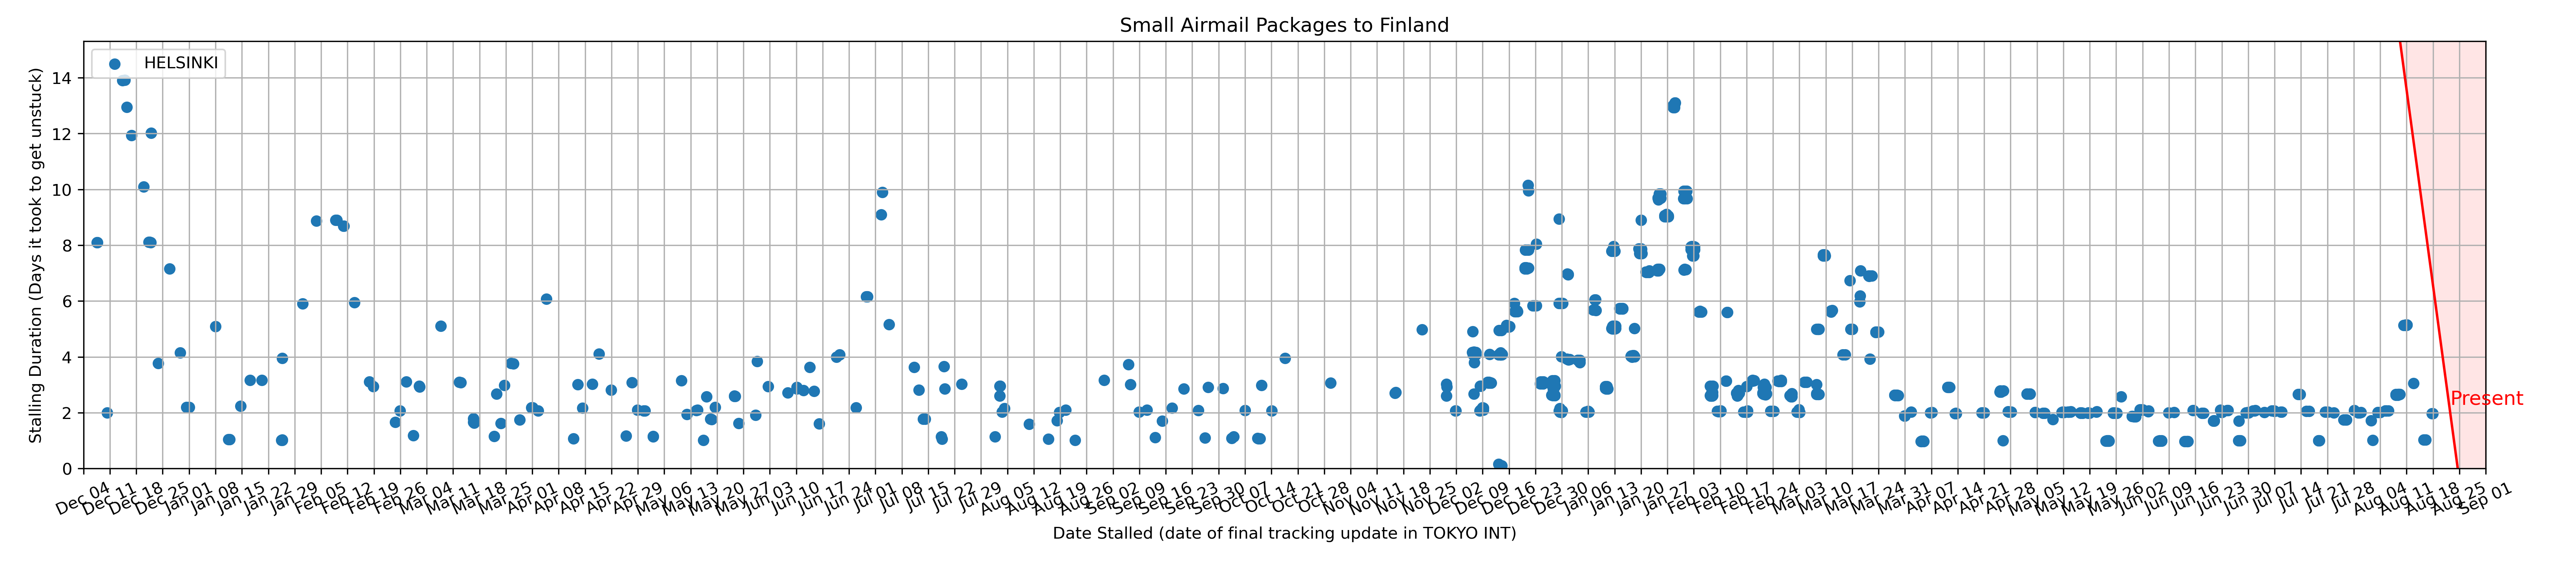 Small Airmail Packages to Finland
HELSINKI
Stalling Duration (Days it took to get unstuck)
14
12
10
8
6
4
2
0
Present
Dec 04 Dec 11 Dec 18 Dec 25 Jan 01 Jan 08 Jan 15 Jan 22 Jan 29 Feb 05 Feb 12 Feb 19 Feb 26 Mar 04 Mar 11 Mar 18 Mar 25 Apr 01 Apr 08 Apr 15 Apr 22 Apr 29 May 06 May 13 May 20 May 27 Jun 03 Jun 10 Jun 17 Jun 24 Jul 01 Jul 08 Jul 15 Jul 22 Jul 29 Aug 05 Aug 12 Aug 19 Aug 26 Sep 02 Sep 09 Sep 16 Sep 23 Sep 30 Oct 07 Oct 14 Oct 21 Oct 28 Nov 04 Nov 11 Nov 18 Nov 25 Dec 02 Dec 09 Dec 16 Dec 23 Dec 30 Jan 06 Jan 13 Jan 20 Jan 27 Feb 03 Feb 10 Feb 17 Feb 24 Mar 03 Mar 10 Mar 17 Mar 24 Mar 31 Apr 07 Apr 14 Apr 21 Apr 28 May 05 May 12 May 19 May 26 Jun 02 Jun 09 Jun 16 Jun 23 Jun 30 Jul 07 Jul 14 Jul 21 Jul 28 Aug 04 Aug 11 Aug 18 Aug 25 Sep 01
Date Stalled (date of final tracking update in TOKYO INT)